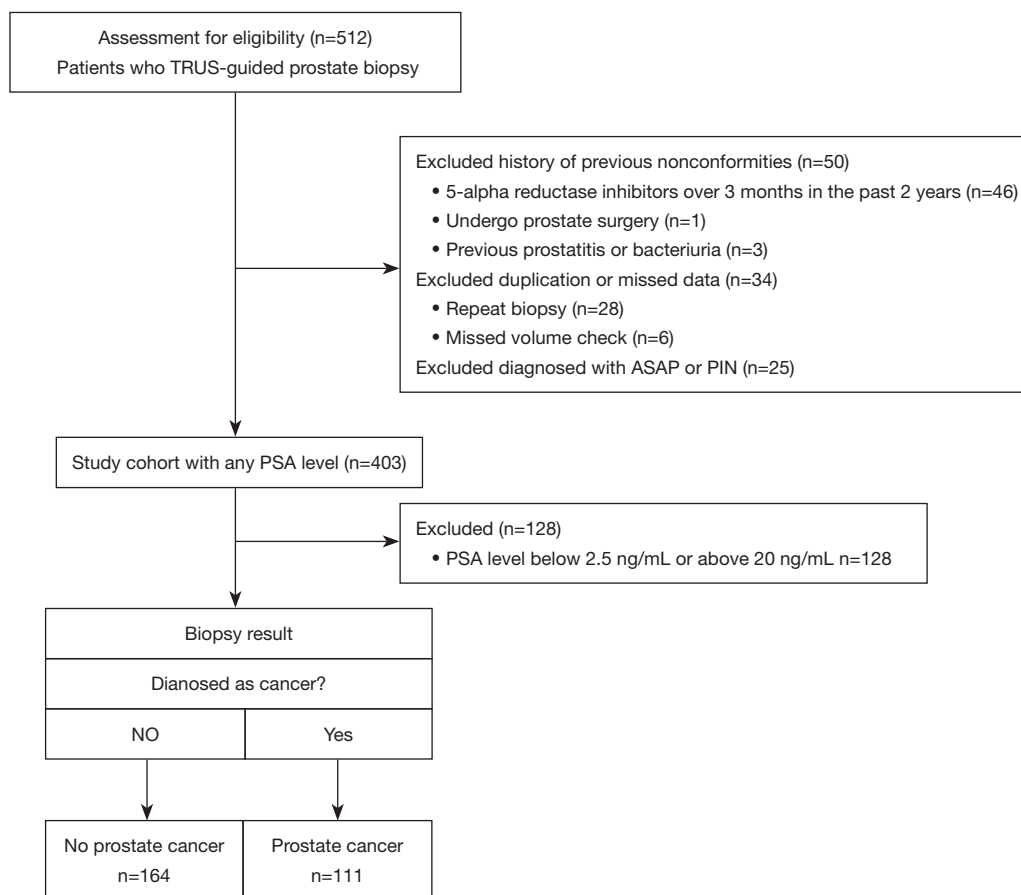 Assessment for eligibility (n=512)
Patients who TRUS-guided prostate biopsy
Excluded history of previous nonconformities (n=50)
• 5-alpha reductase inhibitors over 3 months in the past 2 years (n=46)
• Undergo prostate surgery (n=1)
• Previous prostatitis or bacteriuria (n=3)
Excluded duplication or missed data (n=34)
• Repeat biopsy (n=28)
• Missed volume check (n=6)
Excluded diagnosed with ASAP or PIN (n=25)
Study cohort with any PSA level (n=403)
Excluded (n=128)
• PSA level below 2.5 ng/mL or above 20 ng/mL n=128
Biopsy result
Dianosed as cancer?
NO
Yes
No prostate cancer
n=164
Prostate cancer
n=111